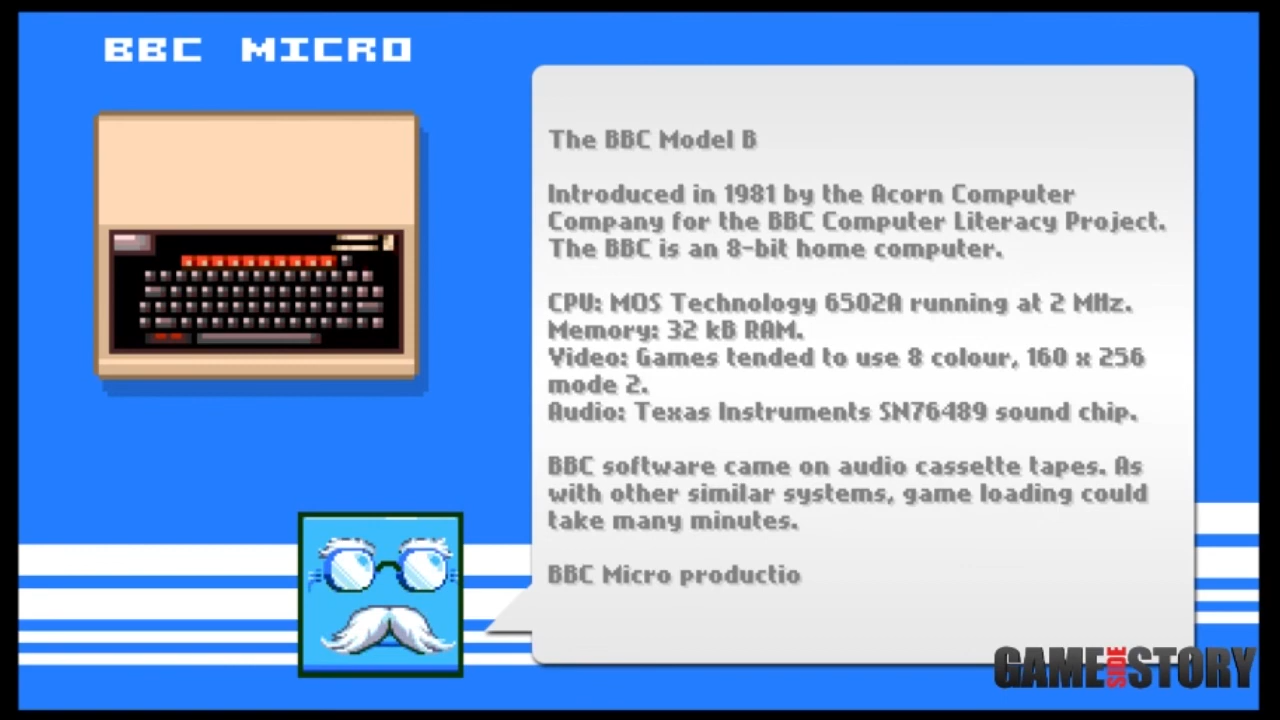 BBC MICRO
The BBC Model B
Introduced in 1981 by the Acorn Computer
Company for the BBC Computer Literacy Project.
The BBC is an 8-bit home computer.
CPU: MOS Technology 6502A running at 2 MHz.
Memory: 32 kB RAM.
Video: Games tended to use 8 colour, 160 x 256
mode 2.
Audio: Texas Instruments SN76489 sound chip.
BBC software came on audio cassette tapes. As
with other similar systems, game loading could
take many minutes.
BBC Micro productio
GAME SIDE STORY